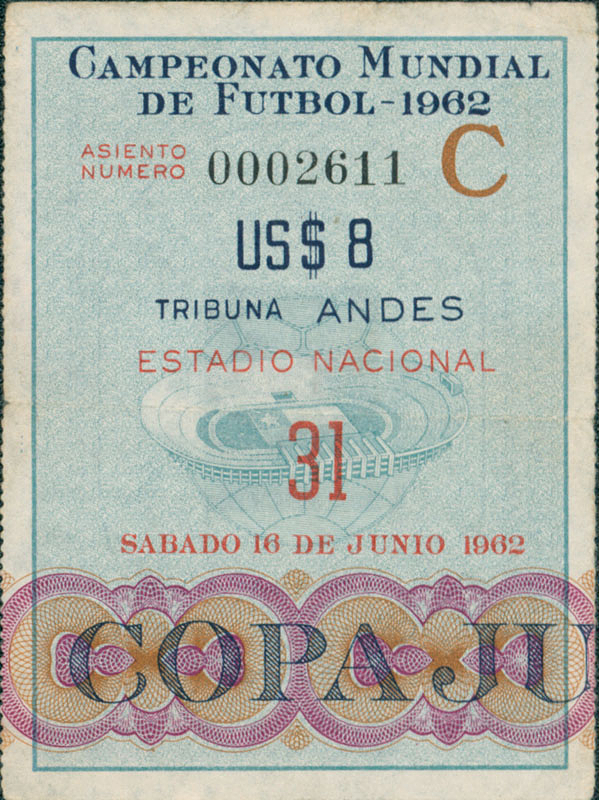 CAMPEONATO MUNDIAL
DE FUTBOL-1962
ASIENTO
NUMERO 0002611 C
US$ 8
TRIBUNA ANDES
ESTADIO NACIONAL
31
SABADO 16 DE JUNIO 1962
COPA JU